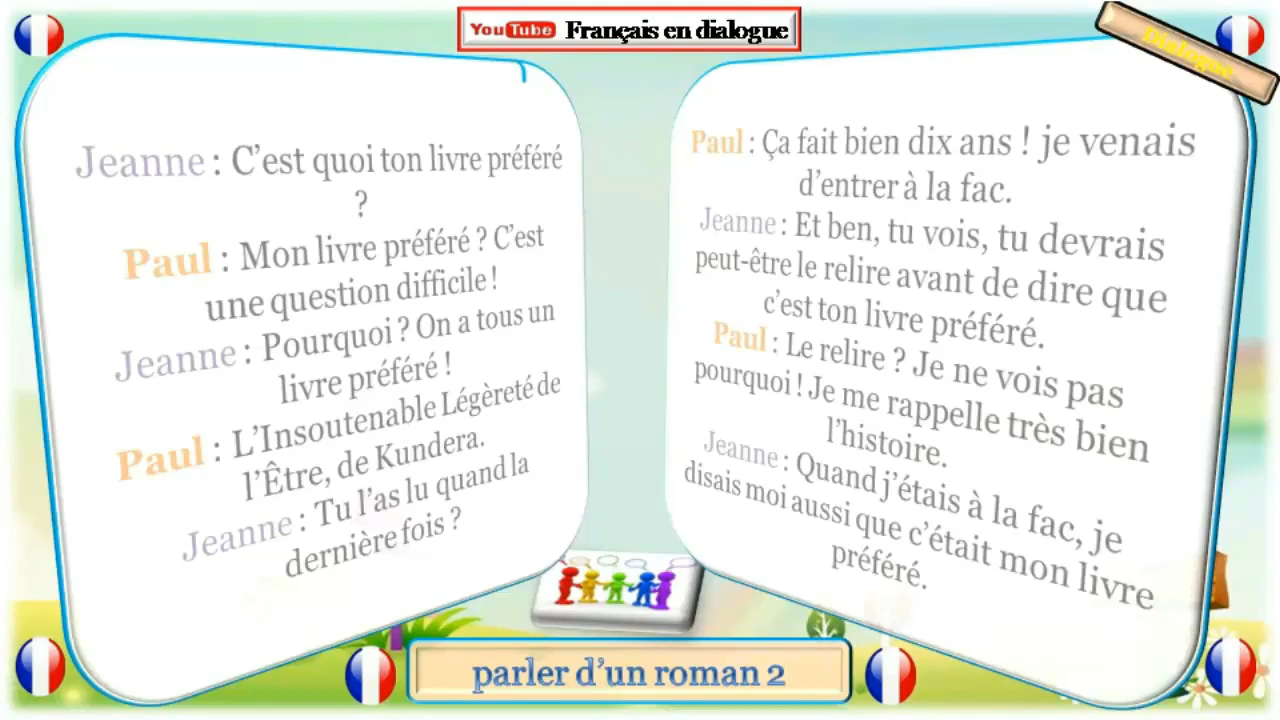 YouTube Français en dialogue
Dialogue
Jeanne : C’est quoi ton livre préféré
?
Paul : Mon livre préféré ? C’est
une question difficile !
Jeanne : Pourquoi ? On a tous un
livre préféré !
Paul : L’Insoutenable Légèreté de
l’Être, de Kundera.
Jeanne : Tu l’as lu quand la
dernière fois ?
Paul : Ça fait bien dix ans ! je venais
d’entrer à la fac.
Jeanne : Et ben, tu vois, tu devrais
peut-être le relire avant de dire que
c’est ton livre préféré.
Paul : Le relire ? Je ne vois pas
pourquoi ! Je me rappelle très bien
l’histoire.
Jeanne : Quand j’étais à la fac, je
disais moi aussi que c’était mon livre
préféré.
parler d’un roman 2